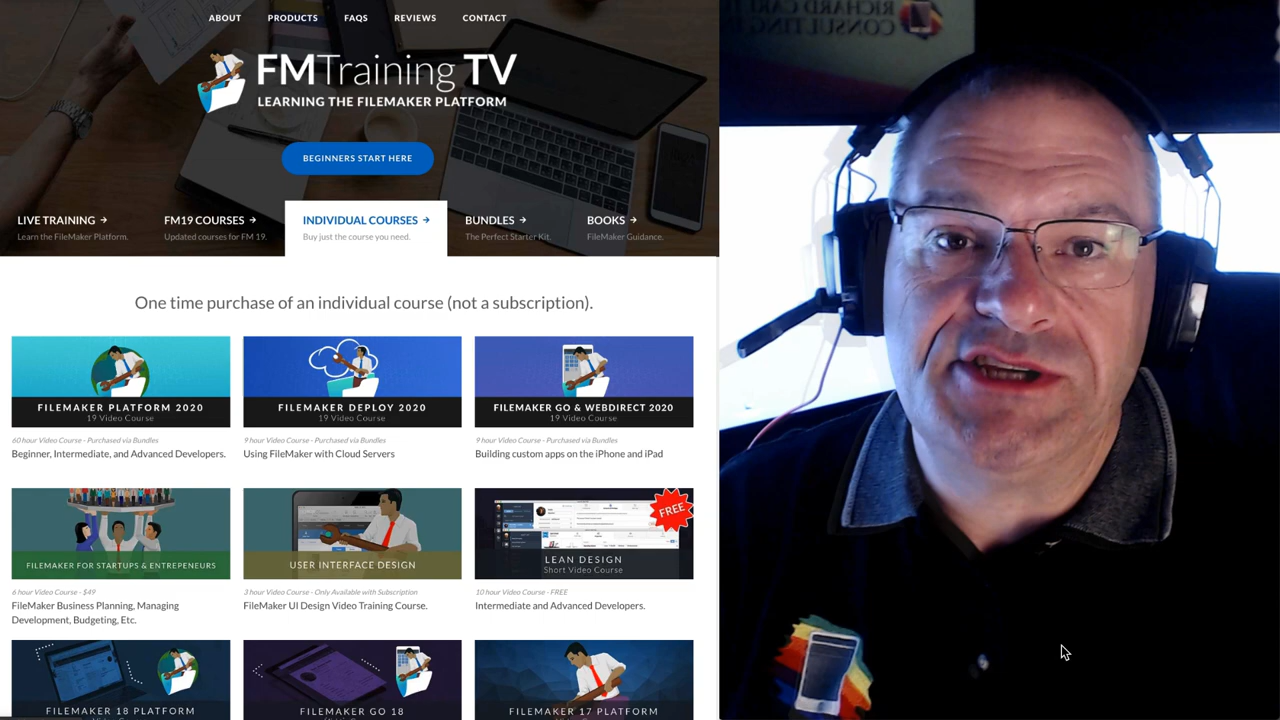 ABOUT PRODUCTS FAQS REVIEWS CONTACT
FMTraining TV
LEARNING THE FILEMAKER PLATFORM
BEGINNERS START HERE
LIVE TRAINING → FM19 COURSES → INDIVIDUAL COURSES → BUNDLES → BOOKS →
Learn the FileMaker Platform. Updated courses for FM 19. Buy just the course you need. The Perfect Starter Kit. FileMaker Guidance.
One time purchase of an individual course (not a subscription).
FILEMAKER PLATFORM 2020
19 Video Course
60 hour Video Course - Purchased via Bundles
Beginner, Intermediate, and Advanced Developers.
FILEMAKER DEPLOY 2020
19 Video Course
9 hour Video Course - Purchased via Bundles
Using FileMaker with Cloud Servers
FILEMAKER GO & WEBDIRECT 2020
19 Video Course
9 hour Video Course - Purchased via Bundles
Building custom apps on the iPhone and iPad
FILEMAKER FOR STARTUPS & ENTREPENEURS
6 hour Video Course - $49
FileMaker Business Planning, Managing
Development, Budgeting, Etc.
USER INTERFACE DESIGN
3 hour Video Course - Only Available with Subscription
FileMaker UI Design Video Training Course.
FREE
LEAN DESIGN
Short Video Course
10 hour Video Course - FREE
Intermediate and Advanced Developers.
FILEMAKER 18 PLATFORM
FILEMAKER GO 18
FILEMAKER 17 PLATFORM
RICHARD
CONSULTING